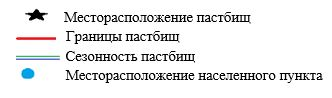 Месторасположение пастбищ
Границы пастбищ
Сезонность пастбищ
Месторасположение населенного пункта